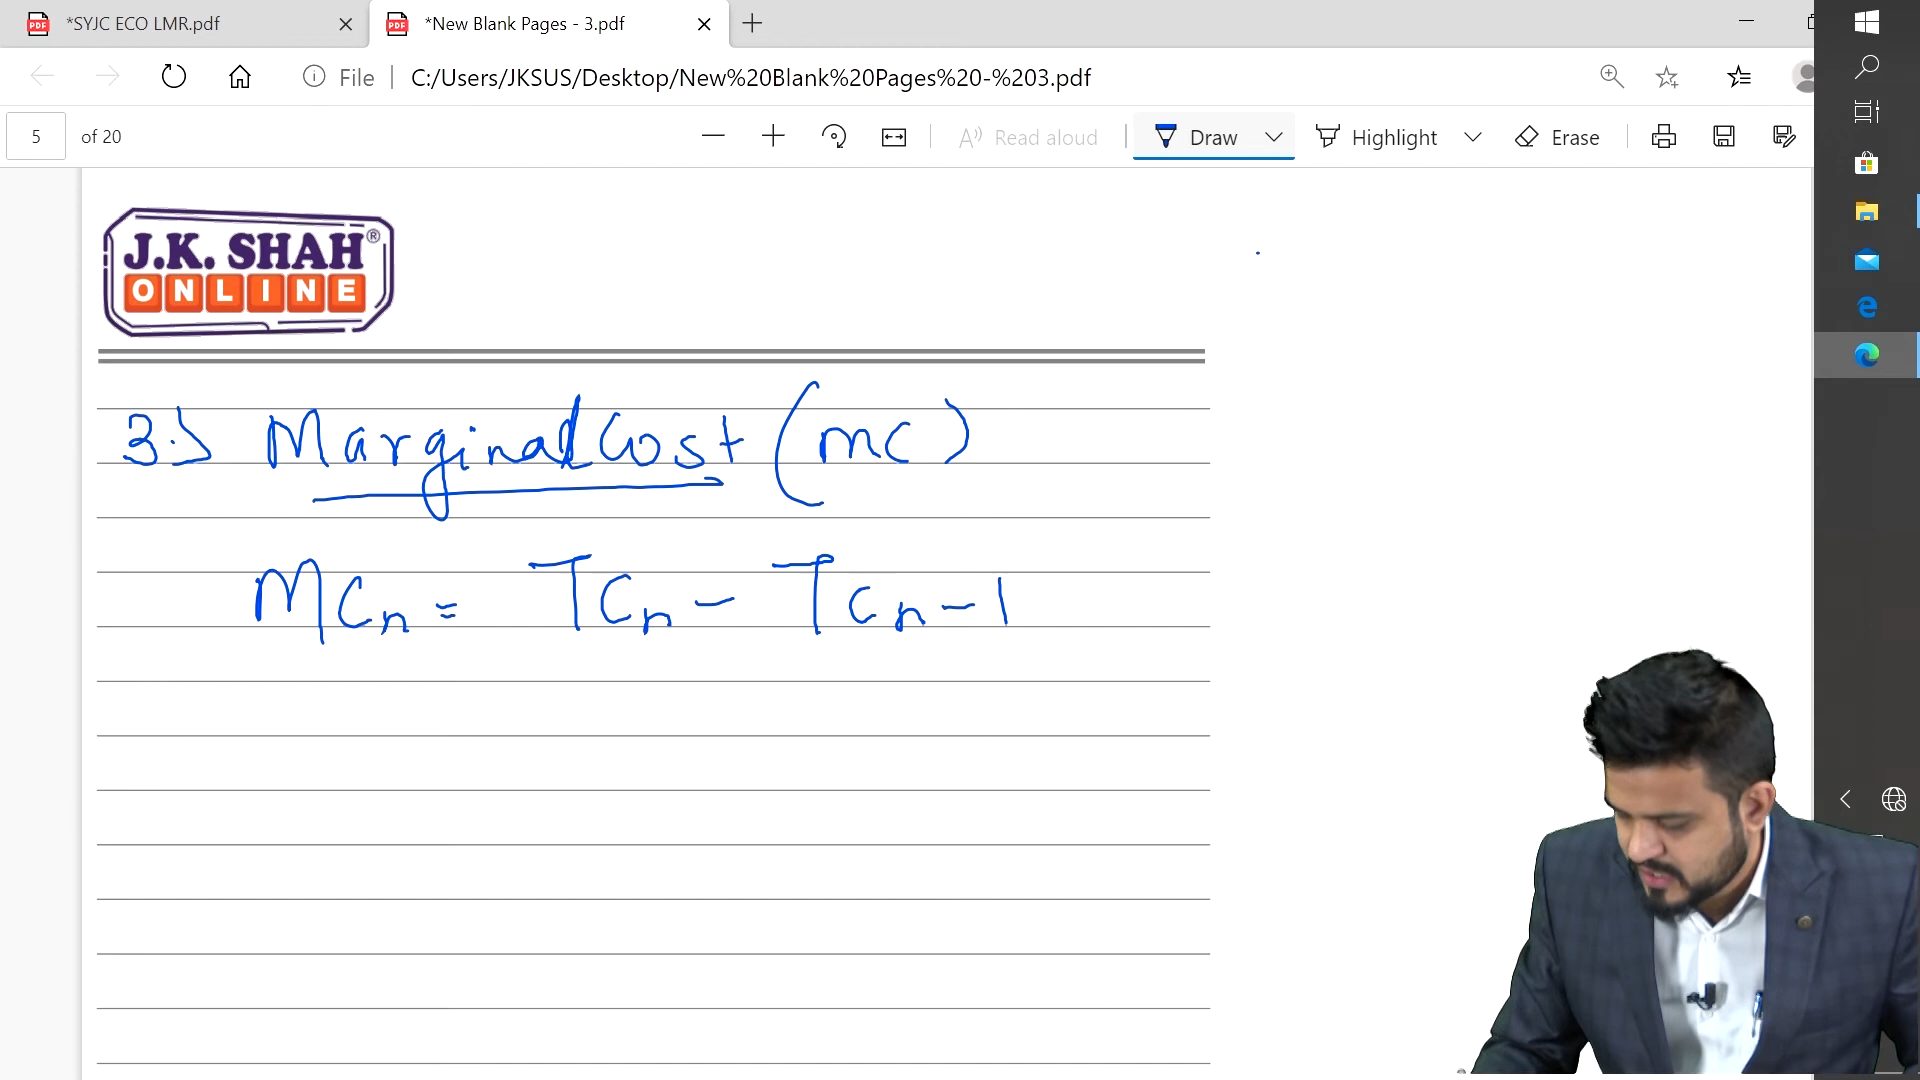 *SYJC ECO LMR.pdf
*New Blank Pages - 3.pdf
File
C:/Users/JKSUS/Desktop/New%20Blank%20Pages%20-%203.pdf
5 of 20
Read aloud
Draw
Highlight
Erase
J.K. SHAH®
ONLINE
3.) Marginal Cost (mc)
MCn = TCn - TCn-1